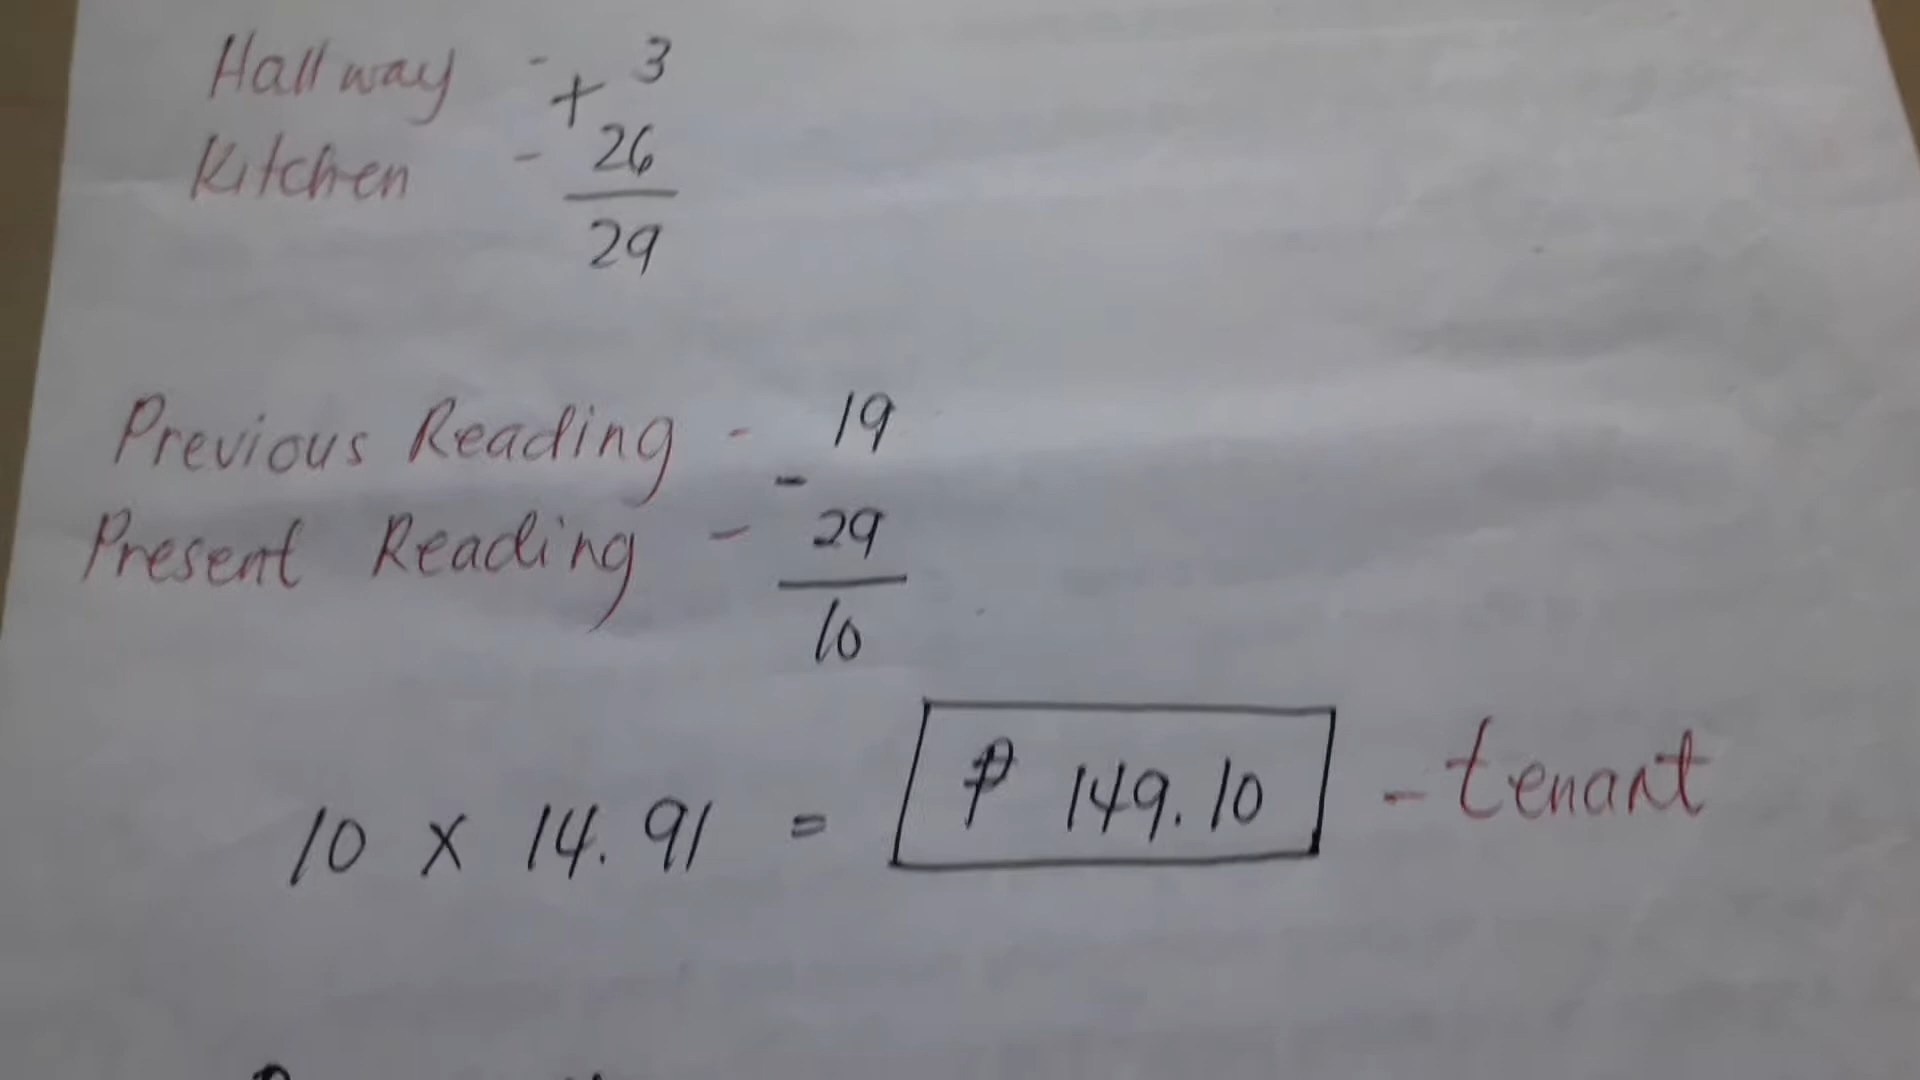 Hallway - 3
+
Kitchen - 26
29
Previous Reading - 19
-
Present Reading - 29
10
10 x 14.91 = ₱ 149.10 - tenant